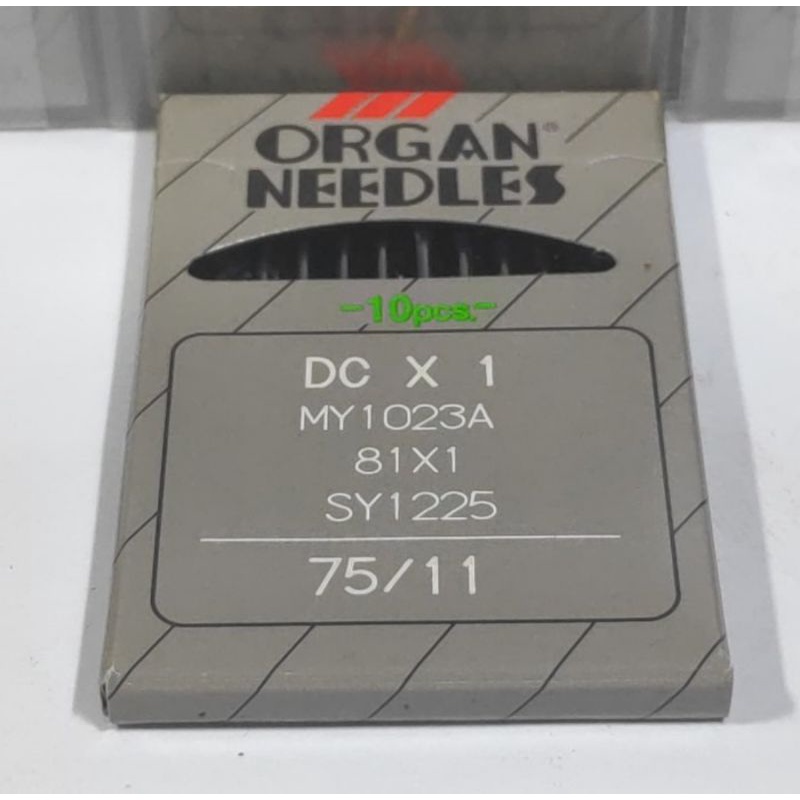 ORGAN®
NEEDLES
-10pcs.-
DC X 1
MY1023A
81X1
SY1225
75/11